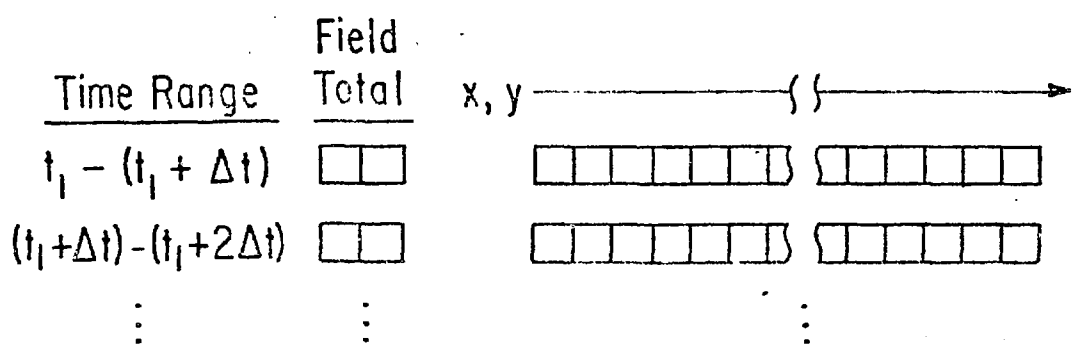 Field
Time Range Total x, y
t₁ – (t₁ + Δt)
(t₁+Δt)-(t₁+2Δt)